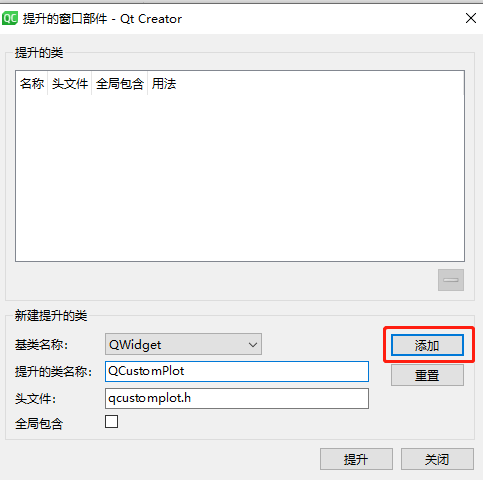 QC 提升的窗口部件 - Qt Creator
提升的类
名称 头文件 全局包含 用法
新建提升的类
基类名称： QWidget 添加
提升的类名称： QCustomPlot 重置
头文件： qcustomplot.h
全局包含
提升 关闭